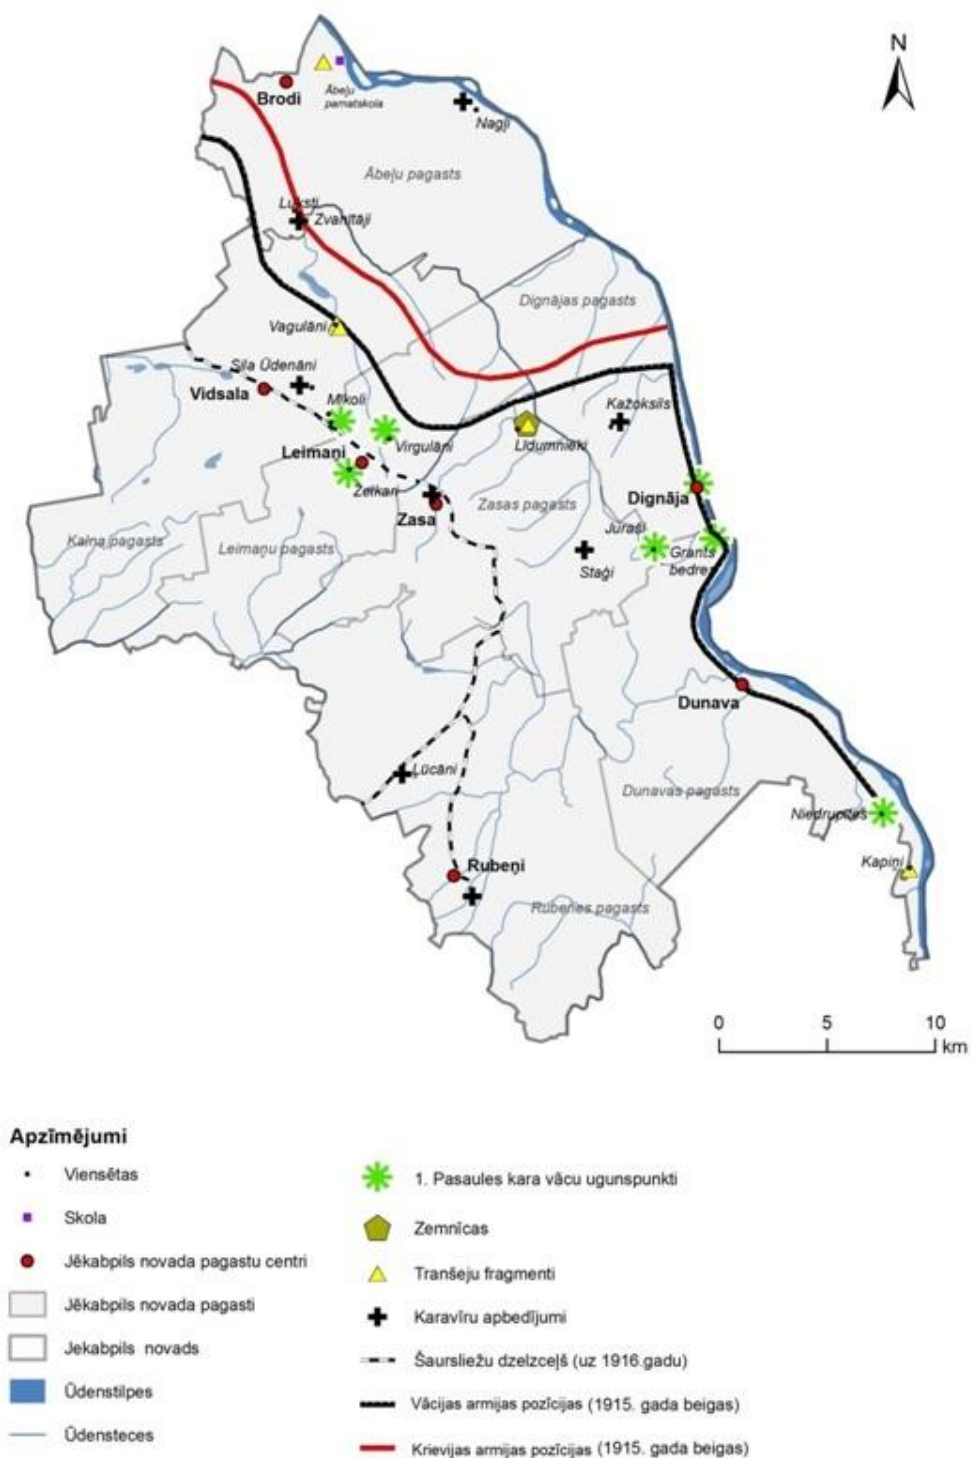 N
Brodi
Ābeļu
pamatskola
Nagļi
Ābeļu pagasts
Luksti
Zvanītāji
Dignājas pagasts
Vagulāni
Sila Ūdenāni
Vidsala
Mikoli
Kažoksils
Leimaņi
Virgulāni
Līdumnieki
Zeikari
Dignāja
Zasa
Zasas pagasts
Kalna pagasts
Leimaņu pagasts
Juraši
Grants
bedres
Staģi
Dunava
Lūcāni
Dunavas pagasts
Niedrupītes
Kapiņi
Rubeņi
Rubenes pagasts
0 5 10
km
Apzīmējumi
Viensētas
Skola
Jēkabpils novada pagastu centri
Jēkabpils novada pagasti
Jekabpils novads
Ūdenstilpes
Ūdensteces
1. Pasaules kara vācu ugunspunkti
Zemnīcas
Tranšeju fragmenti
Karavīru apbedījumi
Šaursliežu dzelzceļš (uz 1916.gadu)
Vācijas armijas pozīcijas (1915. gada beigas)
Krievijas armijas pozīcijas (1915. gada beigas)